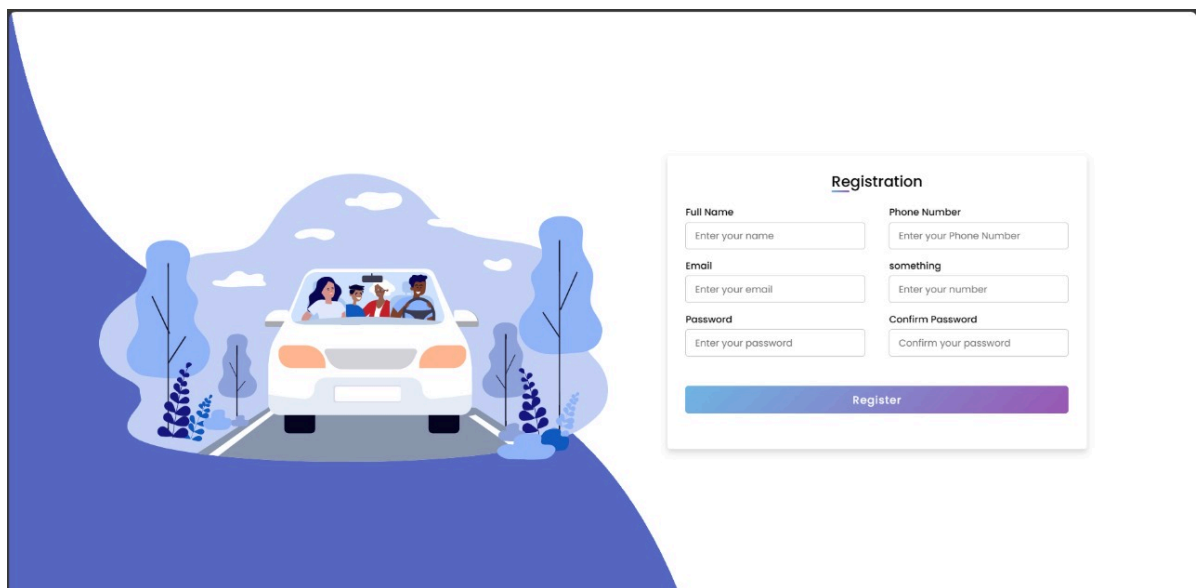 Registration
Full Name
Phone Number
Enter your name
Enter your Phone Number
Email
something
Enter your email
Enter your number
Password
Confirm Password
Enter your password
Confirm your password
Register